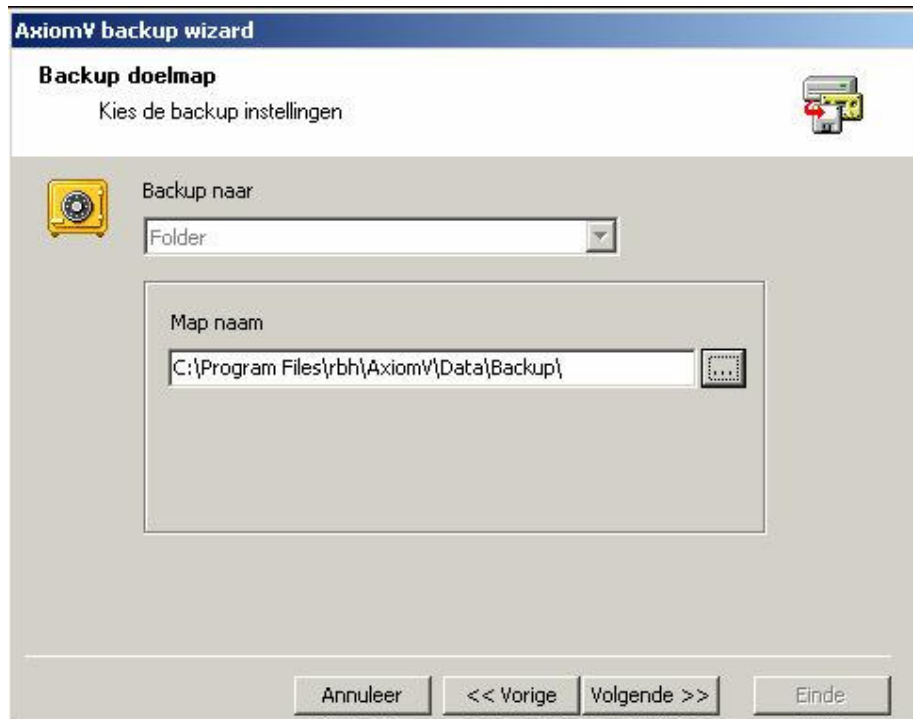 AxiomV backup wizard
Backup doelmap
Kies de backup instellingen
Backup naar
Folder
Map naam
C:\Program Files\rbh\AxiomV\Data\Backup\
...
Annuleer
<< Vorige
Volgende >>
Einde